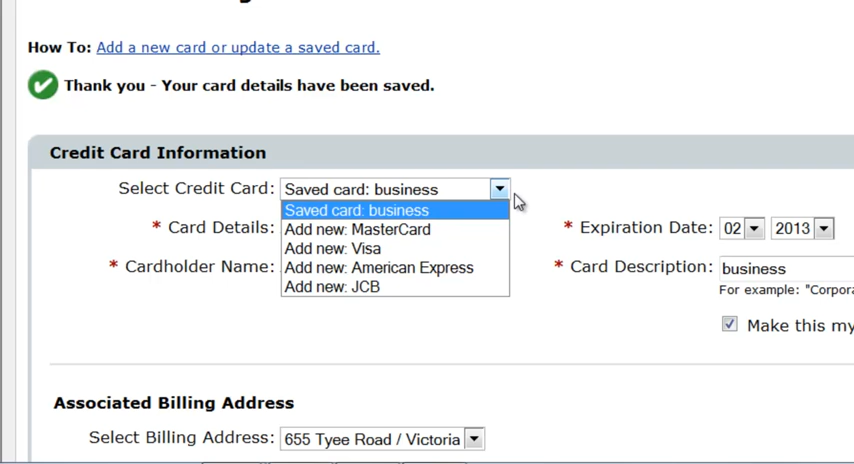 How To: Add a new card or update a saved card.
Thank you - Your card details have been saved.
Credit Card Information
Select Credit Card: Saved card: business
Saved card: business
* Card Details: Add new: MasterCard * Expiration Date: 02 2013
Add new: Visa
* Cardholder Name: Add new: American Express * Card Description: business
Add new: JCB For example: "Corpora
Make this my
Associated Billing Address
Select Billing Address: 655 Tyee Road / Victoria